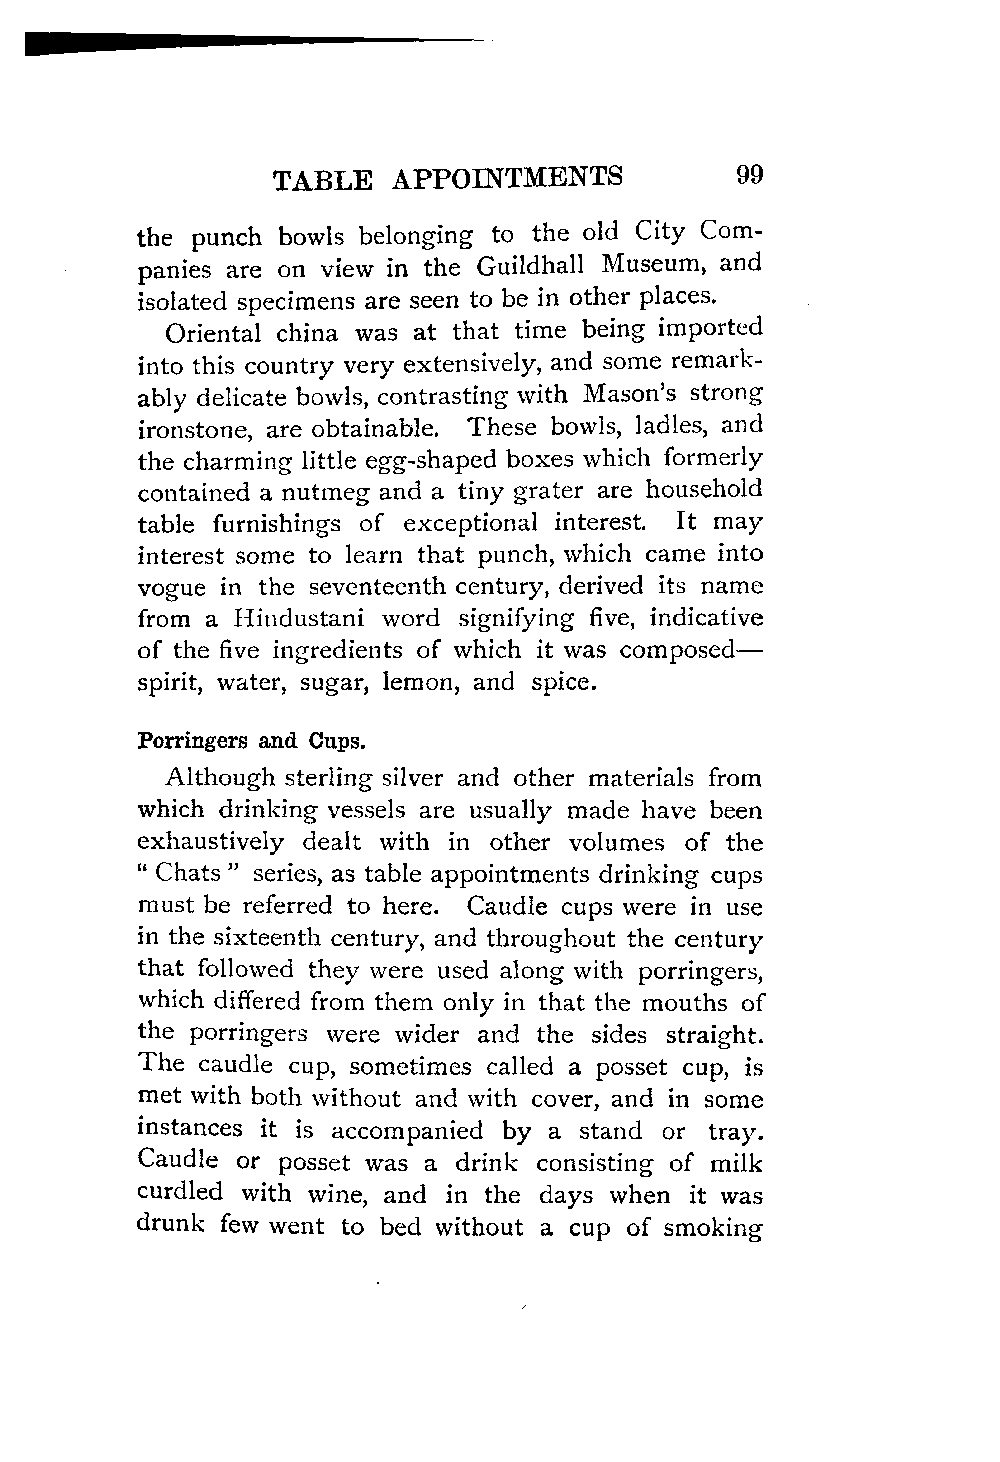 TABLE APPOINTMENTS 99
the punch bowls belonging to the old City Com-
panies are on view in the Guildhall Museum, and
isolated specimens are seen to be in other places.
Oriental china was at that time being imported
into this country very extensively, and some remark-
ably delicate bowls, contrasting with Mason's strong
ironstone, are obtainable. These bowls, ladles, and
the charming little egg-shaped boxes which formerly
contained a nutmeg and a tiny grater are household
table furnishings of exceptional interest. It may
interest some to learn that punch, which came into
vogue in the seventeenth century, derived its name
from a Hindustani word signifying five, indicative
of the five ingredients of which it was composed—
spirit, water, sugar, lemon, and spice.
Porringers and Cups.
Although sterling silver and other materials from
which drinking vessels are usually made have been
exhaustively dealt with in other volumes of the
" Chats " series, as table appointments drinking cups
must be referred to here. Caudle cups were in use
in the sixteenth century, and throughout the century
that followed they were used along with porringers,
which differed from them only in that the mouths of
the porringers were wider and the sides straight.
The caudle cup, sometimes called a posset cup, is
met with both without and with cover, and in some
instances it is accompanied by a stand or tray.
Caudle or posset was a drink consisting of milk
curdled with wine, and in the days when it was
drunk few went to bed without a cup of smoking